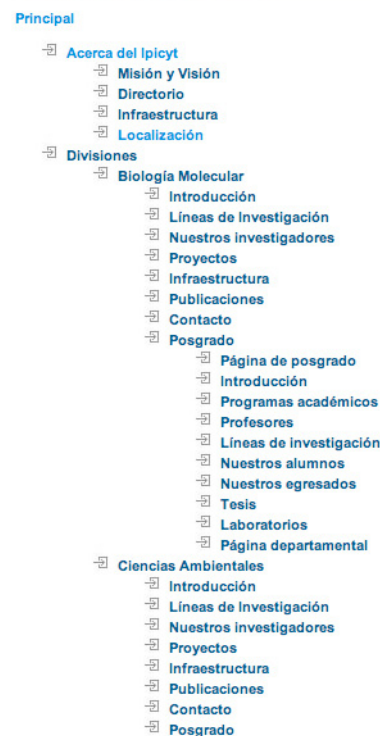 Principal
Acerca del Ipicyt
Misión y Visión
Directorio
Infraestructura
Localización
Divisiones
Biología Molecular
Introducción
Líneas de Investigación
Nuestros investigadores
Proyectos
Infraestructura
Publicaciones
Contacto
Posgrado
Página de posgrado
Introducción
Programas académicos
Profesores
Líneas de investigación
Nuestros alumnos
Nuestros egresados
Tesis
Laboratorios
Página departamental
Ciencias Ambientales
Introducción
Líneas de Investigación
Nuestros investigadores
Proyectos
Infraestructura
Publicaciones
Contacto
Posgrado